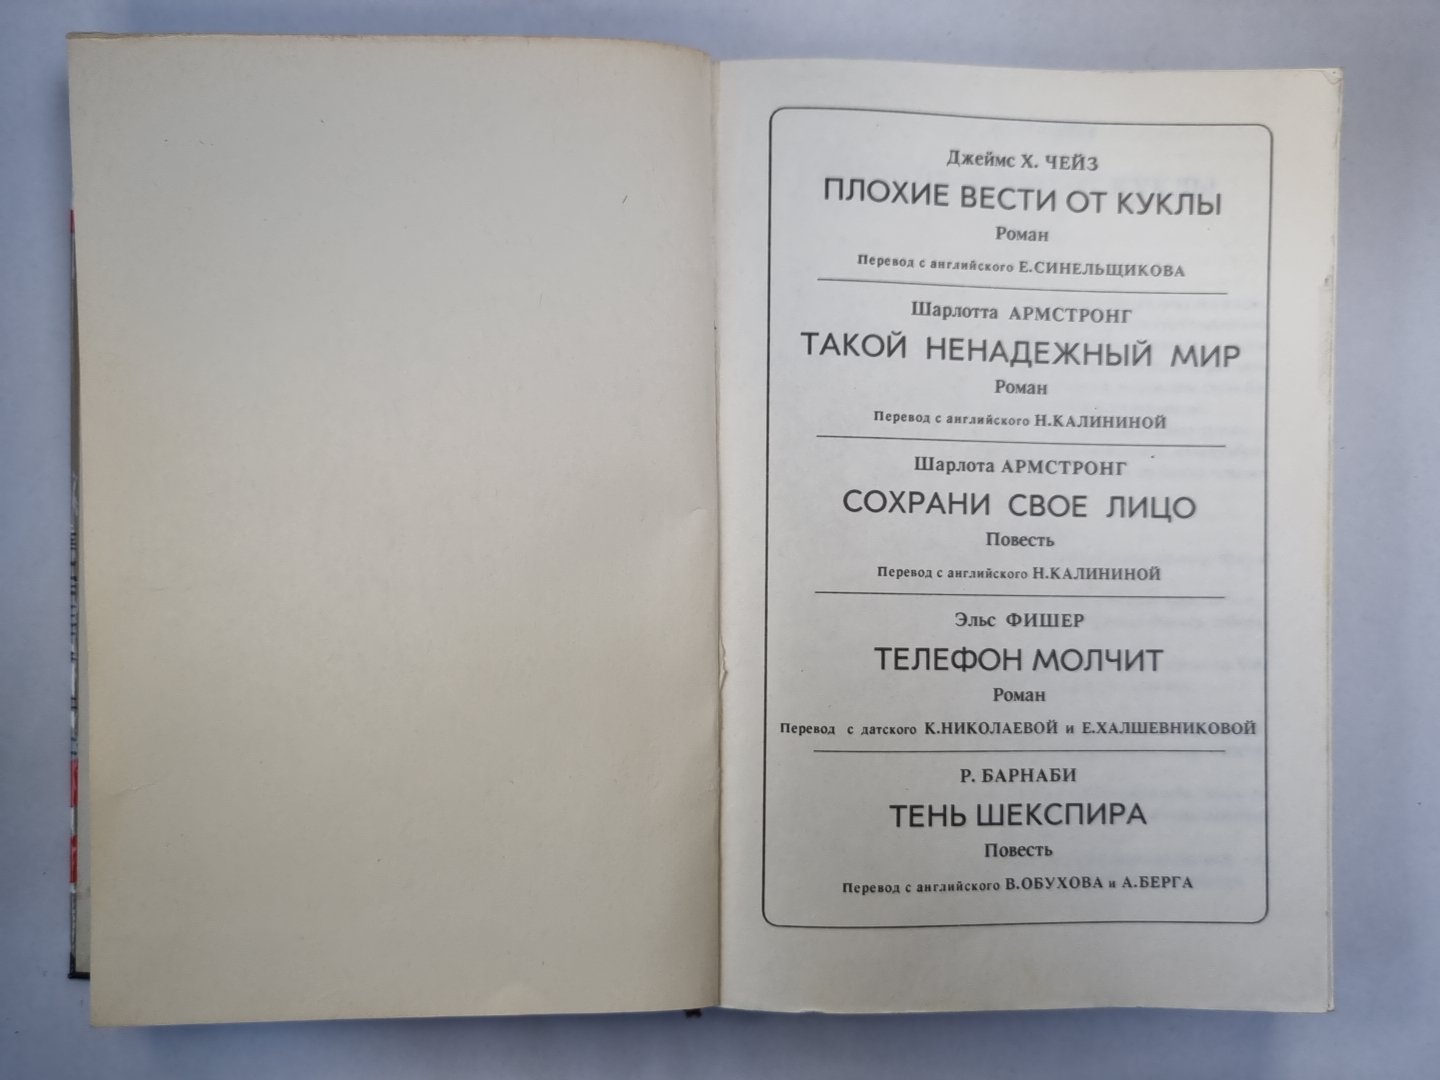 Джеймс Х. ЧЕЙЗ
ПЛОХИЕ ВЕСТИ ОТ КУКЛЫ
Роман
Перевод с английского Е.СИНЕЛЬЩИКОВА
Шарлотта АРМСТРОНГ
ТАКОЙ НЕНАДЕЖНЫЙ МИР
Роман
Перевод с английского Н.КАЛИНИНОЙ
Шарлота АРМСТРОНГ
СОХРАНИ СВОЕ ЛИЦО
Повесть
Перевод с английского Н.КАЛИНИНОЙ
Эльс ФИШЕР
ТЕЛЕФОН МОЛЧИТ
Роман
Перевод с датского К.НИКОЛАЕВОЙ и Е.ХАЛШЕВНИКОВОЙ
Р. БАРНАБИ
ТЕНЬ ШЕКСПИРА
Повесть
Перевод с английского В.ОБУХОВА и А.БЕРГА